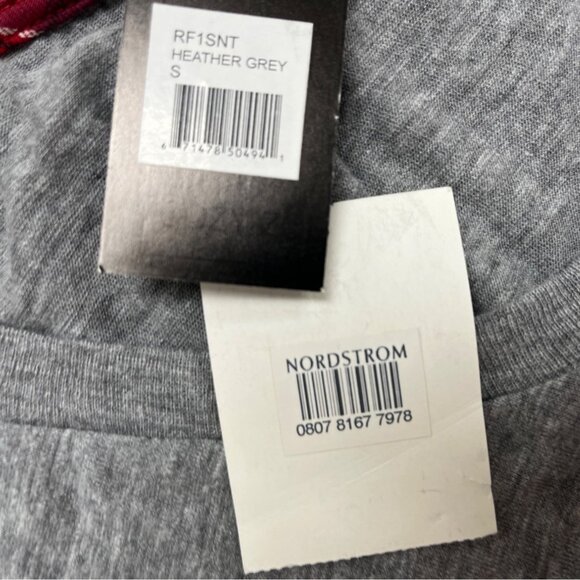 RF1SNT
HEATHER GREY
S
6 71478 50494 1
NORDSTROM
0807 8167 7978